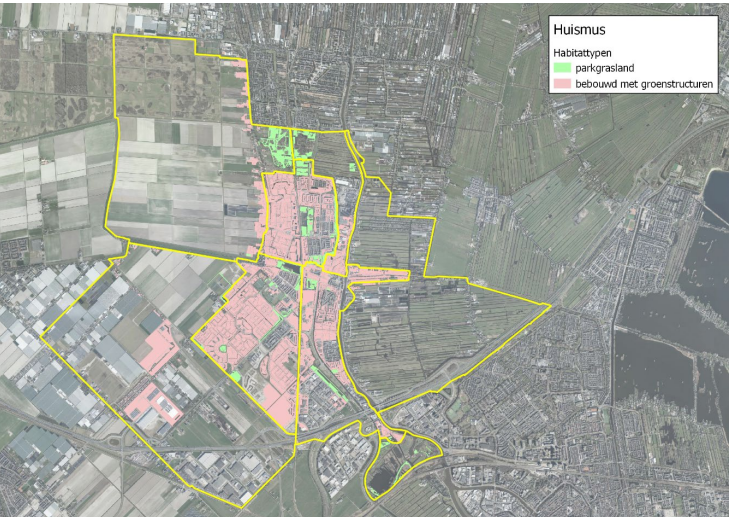 Huismus
Habitattypen
parkgrasland
bebouwd met groenstructuren